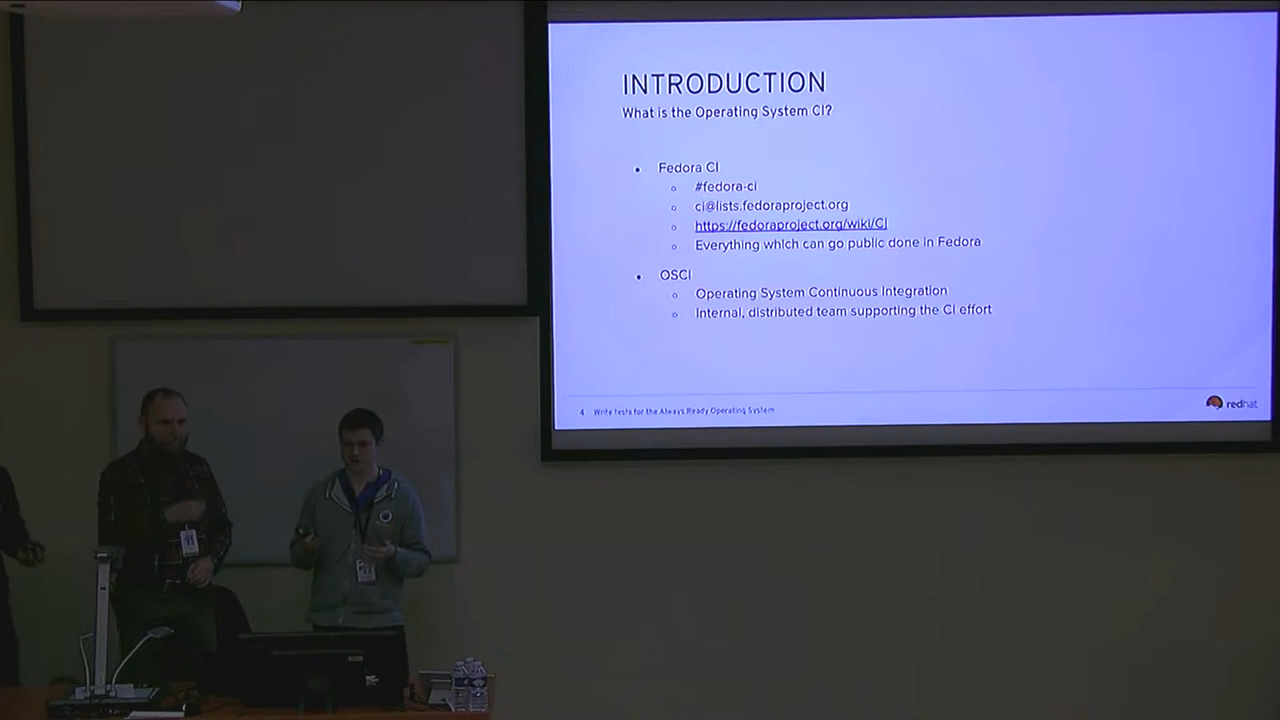 INTRODUCTION
What is the Operating System CI?
Fedora CI
#fedora-ci
ci@lists.fedoraproject.org
https://fedoraproject.org/wiki/CI
Everything which can go public done in Fedora
OSCI
Operating System Continuous Integration
Internal, distributed team supporting the CI effort
4 Write tests for the Always Ready Operating System
redhat